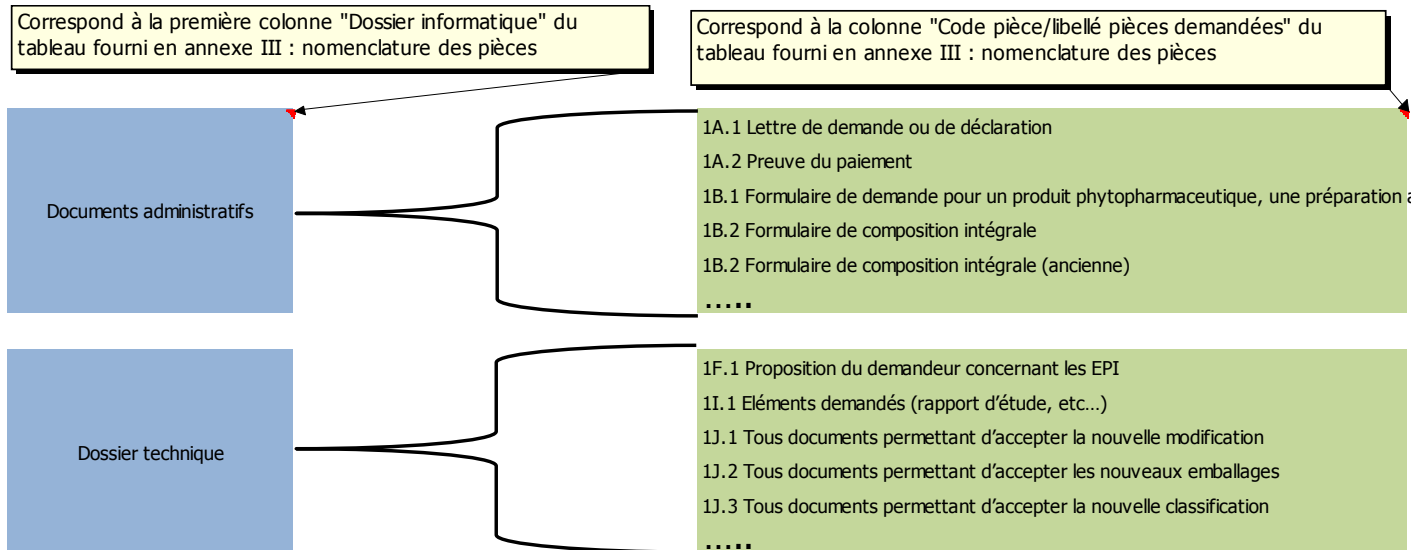 Correspond à la première colonne "Dossier informatique" du
tableau fourni en annexe III : nomenclature des pièces
Correspond à la colonne "Code pièce/libellé pièces demandées" du
tableau fourni en annexe III : nomenclature des pièces
Documents administratifs
1A.1 Lettre de demande ou de déclaration
1A.2 Preuve du paiement
1B.1 Formulaire de demande pour un produit phytopharmaceutique, une préparation a
1B.2 Formulaire de composition intégrale
1B.2 Formulaire de composition intégrale (ancienne)
.....
Dossier technique
1F.1 Proposition du demandeur concernant les EPI
1I.1 Eléments demandés (rapport d’étude, etc…)
1J.1 Tous documents permettant d’accepter la nouvelle modification
1J.2 Tous documents permettant d’accepter les nouveaux emballages
1J.3 Tous documents permettant d’accepter la nouvelle classification
.....